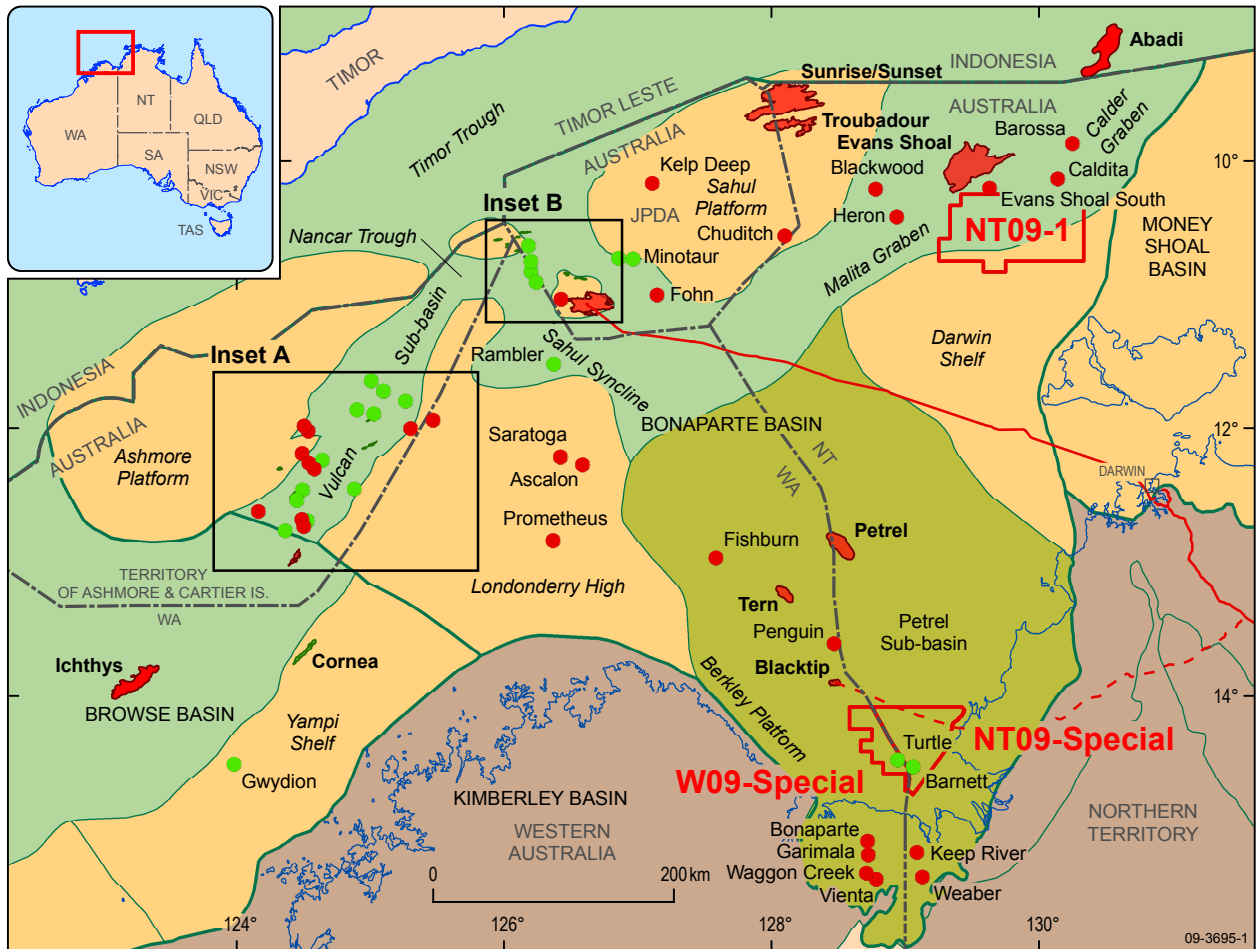 NT
WA
QLD
SA
NSW
VIC
TAS
TIMOR
Timor Trough
TIMOR LESTE
AUSTRALIA
INDONESIA
AUSTRALIA
Abadi
Sunrise/Sunset
Troubadour
Evans Shoal
Blackwood
Barossa
Calder
Graben
Caldita
Evans Shoal South
Heron
10°
Kelp Deep
Sahul
Platform
JPDA
Chuditch
Malita Graben
NT09-1
MONEY
SHOAL
BASIN
Inset B
Nancar Trough
Minotaur
Fohn
Sub-basin
Rambler
Sahul Syncline
Darwin
Shelf
Inset A
INDONESIA
AUSTRALIA
Ashmore
Platform
Vulcan
BONAPARTE BASIN
NT
WA
12°
DARWIN
Saratoga
Ascalon
Prometheus
Londonderry High
Fishburn
Petrel
Tern
Penguin
Petrel
Sub-basin
Blacktip
Berkley Platform
TERRITORY
OF ASHMORE & CARTIER IS.
WA
Ichthys
BROWSE BASIN
Cornea
Yampi
Shelf
Gwydion
14°
Turtle
NT09-Special
W09-Special
Barnett
KIMBERLEY BASIN
WESTERN
AUSTRALIA
NORTHERN
TERRITORY
Bonaparte
Garimala
Waggon Creek
Vienta
Keep River
Weaber
0
200 km
124°
126°
128°
130°
09-3695-1